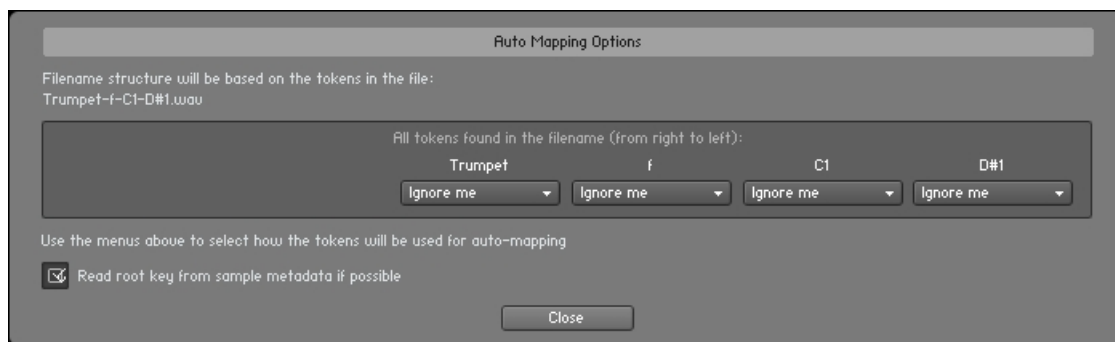 Auto Mapping Options
Filename structure will be based on the tokens in the file:
Trumpet-f-C1-D#1.wav
All tokens found in the filename (from right to left):
Trumpet f C1 D#1
Ignore me Ignore me Ignore me Ignore me
Use the menus above to select how the tokens will be used for auto-mapping
Read root key from sample metadata if possible
Close